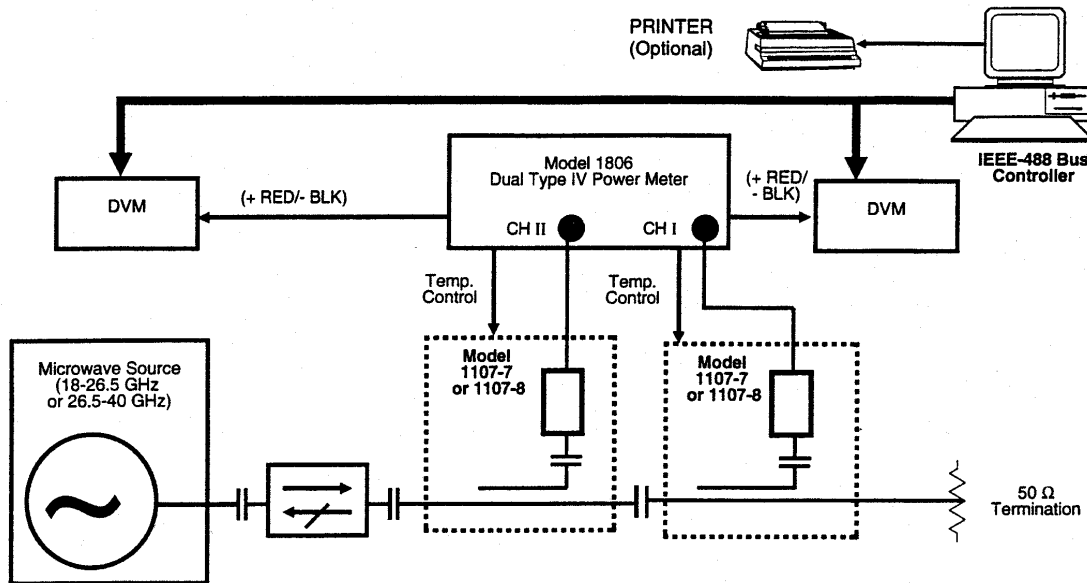 PRINTER
(Optional)
IEEE-488 Bus
Controller
Model 1806
Dual Type IV Power Meter
DVM
(+ RED/- BLK)
(+ RED/
- BLK)
DVM
CH II
CH I
Temp.
Control
Temp.
Control
Microwave Source
(18-26.5 GHz
or 26.5-40 GHz)
Model
1107-7
or 1107-8
Model
1107-7
or 1107-8
50 Ω
Termination